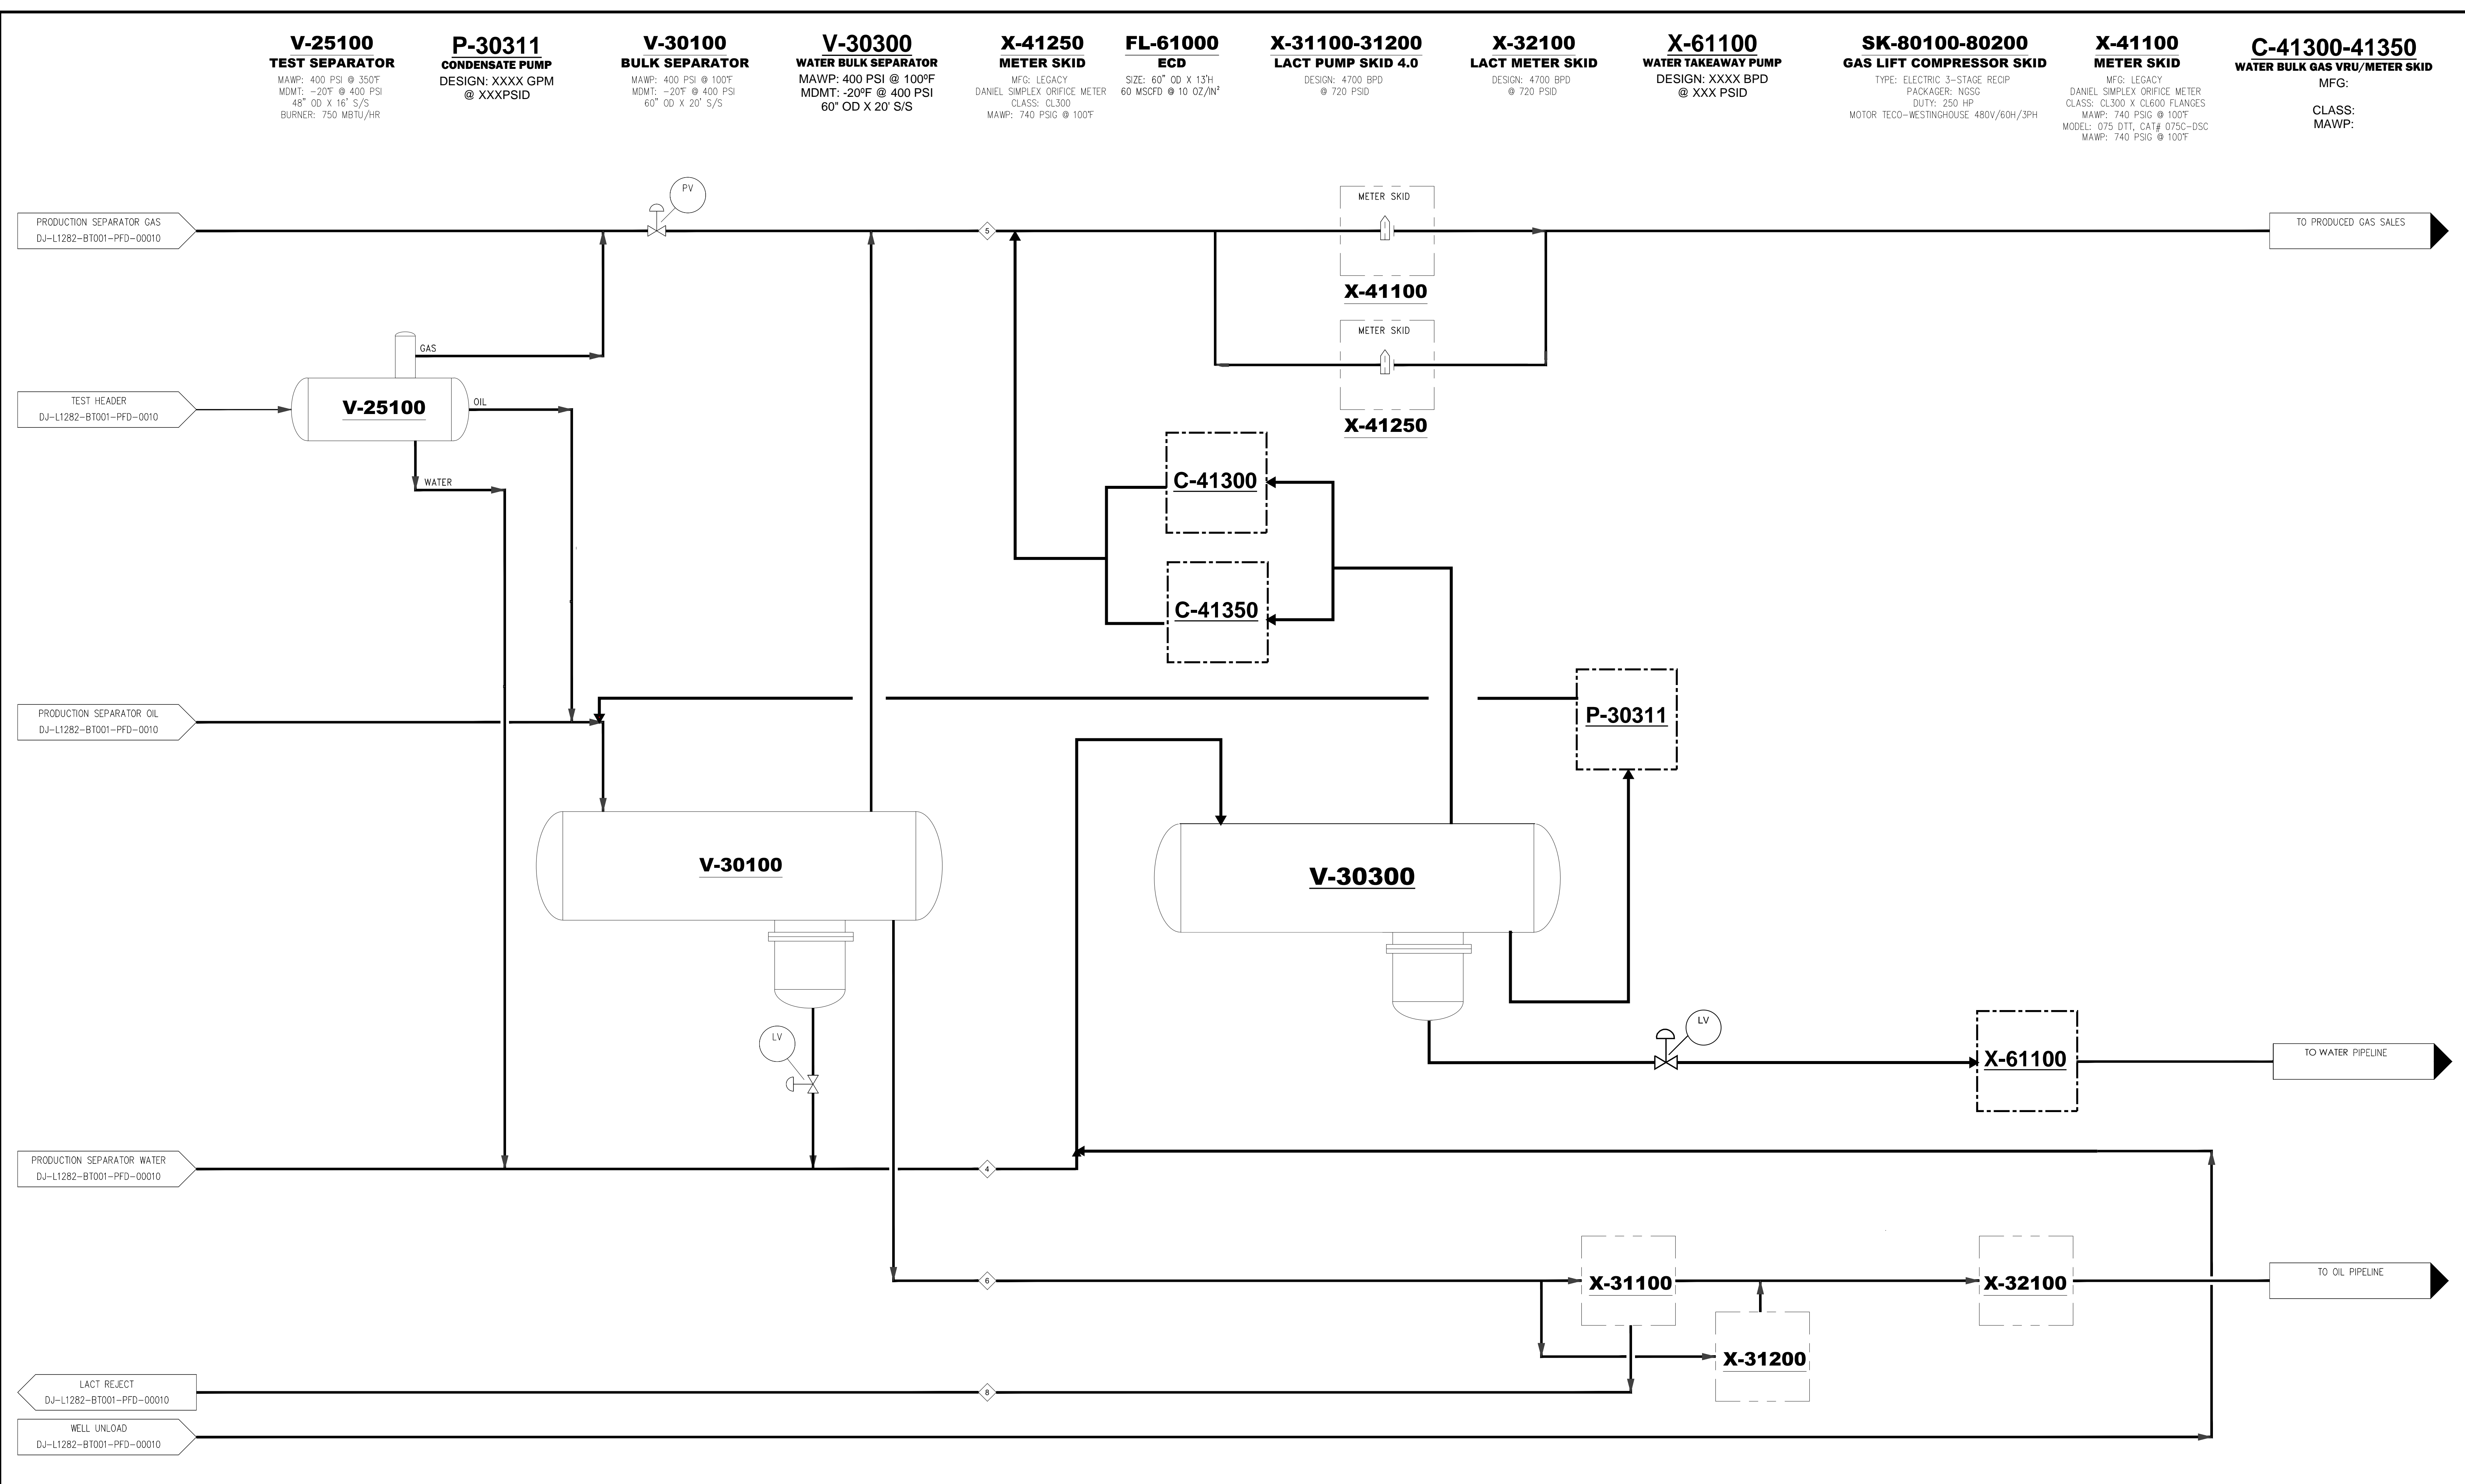 V-25100
TEST SEPARATOR
MAWP: 400 PSI @ 350°F
MDMT: -20°F @ 400 PSI
48" OD X 16' S/S
BURNER: 750 MBTU/HR
P-30311
CONDENSATE PUMP
DESIGN: XXXX GPM
@ XXXPSID
V-30100
BULK SEPARATOR
MAWP: 400 PSI @ 100°F
MDMT: -20°F @ 400 PSI
60" OD X 20' S/S
V-30300
WATER BULK SEPARATOR
MAWP: 400 PSI @ 100ºF
MDMT: -20ºF @ 400 PSI
60" OD X 20' S/S
X-41250
METER SKID
MFG: LEGACY
DANIEL SIMPLEX ORIFICE METER
CLASS: CL300
MAWP: 740 PSIG @ 100°F
FL-61000
ECD
SIZE: 60" OD X 13'H
60 MSCFD @ 10 OZ/IN²
X-31100-31200
LACT PUMP SKID 4.0
DESIGN: 4700 BPD
@ 720 PSID
X-32100
LACT METER SKID
DESIGN: 4700 BPD
@ 720 PSID
X-61100
WATER TAKEAWAY PUMP
DESIGN: XXXX BPD
@ XXX PSID
SK-80100-80200
GAS LIFT COMPRESSOR SKID
TYPE: ELECTRIC 3-STAGE RECIP
PACKAGER: NGSG
DUTY: 250 HP
MOTOR TECO-WESTINGHOUSE 480V/60H/3PH
X-41100
METER SKID
MFG: LEGACY
DANIEL SIMPLEX ORIFICE METER
CLASS: CL300 X CL600 FLANGES
MAWP: 740 PSIG @ 100°F
MODEL: 075 DTT, CAT# 075C-DSC
MAWP: 740 PSIG @ 100°F
C-41300-41350
WATER BULK GAS VRU/METER SKID
MFG:
CLASS:
MAWP:
PV
METER SKID
PRODUCTION SEPARATOR GAS
DJ-L1282-BT001-PFD-00010
5
TO PRODUCED GAS SALES
X-41100
METER SKID
GAS
TEST HEADER
DJ-L1282-BT001-PFD-0010
V-25100
OIL
X-41250
WATER
C-41300
C-41350
PRODUCTION SEPARATOR OIL
DJ-L1282-BT001-PFD-0010
P-30311
V-30100
V-30300
LV
LV
X-61100
TO WATER PIPELINE
PRODUCTION SEPARATOR WATER
DJ-L1282-BT001-PFD-00010
4
6
X-31100
X-32100
TO OIL PIPELINE
X-31200
LACT REJECT
DJ-L1282-BT001-PFD-00010
8
WELL UNLOAD
DJ-L1282-BT001-PFD-00010